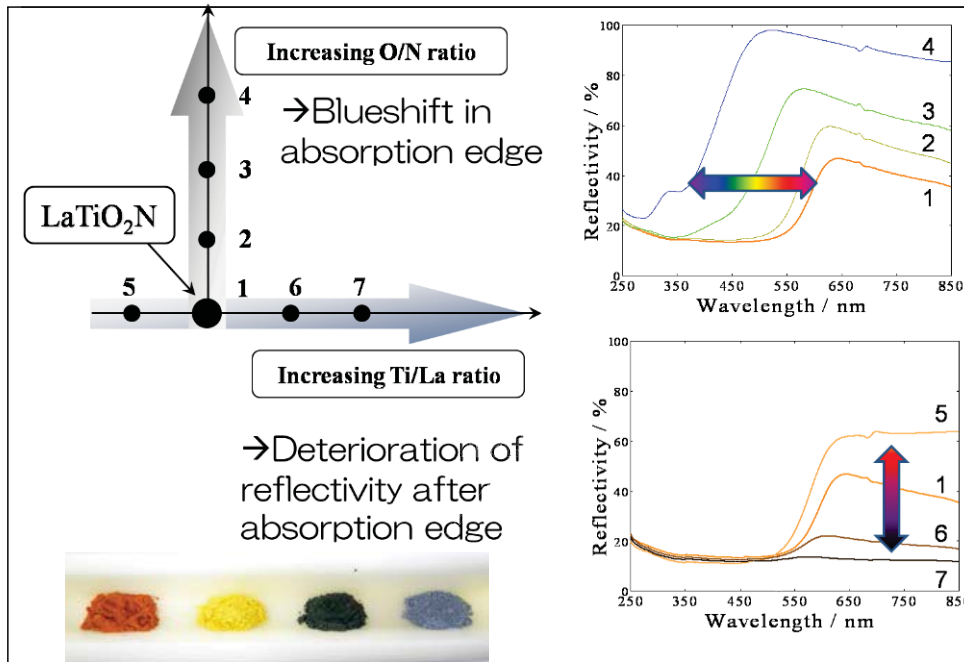 Increasing O/N ratio
4
→Blueshift in
absorption edge
3
LaTiO₂N
2
5 1 6 7
Increasing Ti/La ratio
→Deterioration of
reflectivity after
absorption edge
Reflectivity / %
100
80
60
40
20
0
4
3
2
1
250 350 450 550 650 750 850
Wavelength / nm
Reflectivity / %
100
80
60
40
20
0
5
1
6
7
250 350 450 550 650 750 850
Wavelength / nm